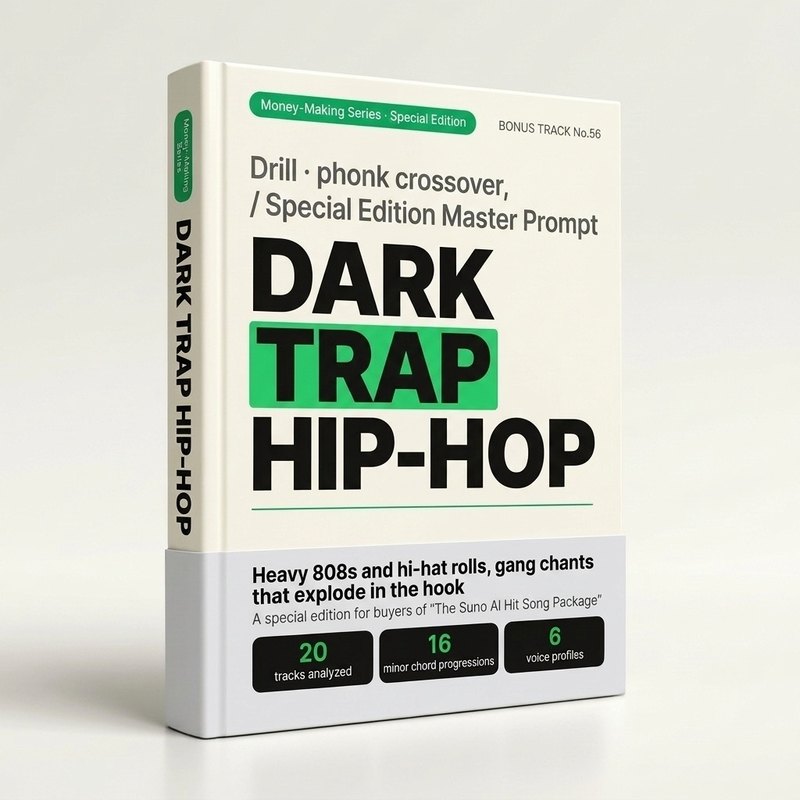 Money-Making Series · Special Edition
BONUS TRACK No.56
Drill · phonk crossover,
/ Special Edition Master Prompt
DARK
TRAP
HIP-HOP
Heavy 808s and hi-hat rolls, gang chants
that explode in the hook
A special edition for buyers of "The Suno AI Hit Song Package"
20
tracks analyzed
16
minor chord progressions
6
voice profiles
DARK TRAP HIP-HOP